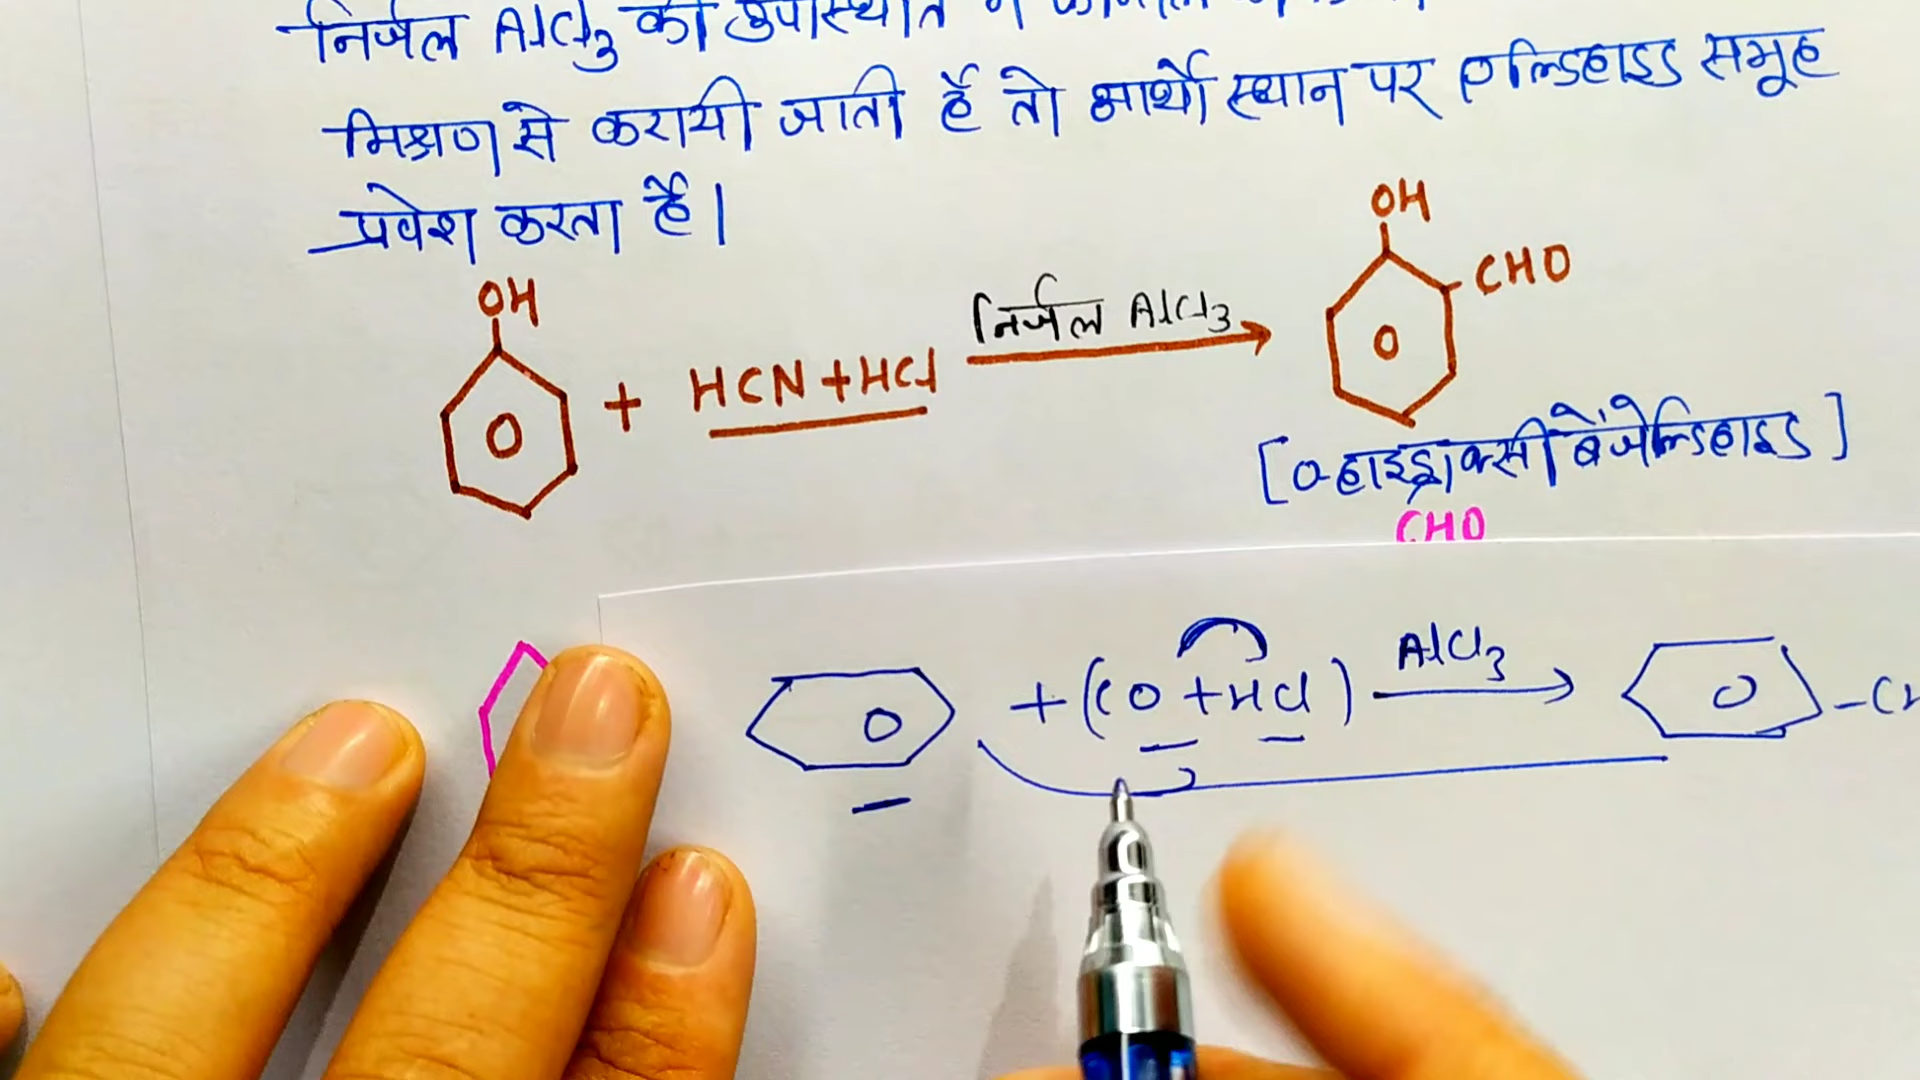 निर्जल AlCl3 की उपस्थिति में
मिश्रण से करायी जाती है तो आर्थो स्थान पर एल्डिहाइड समूह
प्रवेश करता है।
OH
OH
CHO
+ HCN+HCl निर्जल AlCl3
[o-हाइड्राक्सी बेंजेल्डिहाइड]
CHO
+ (CO+HCl) AlCl3 -CH